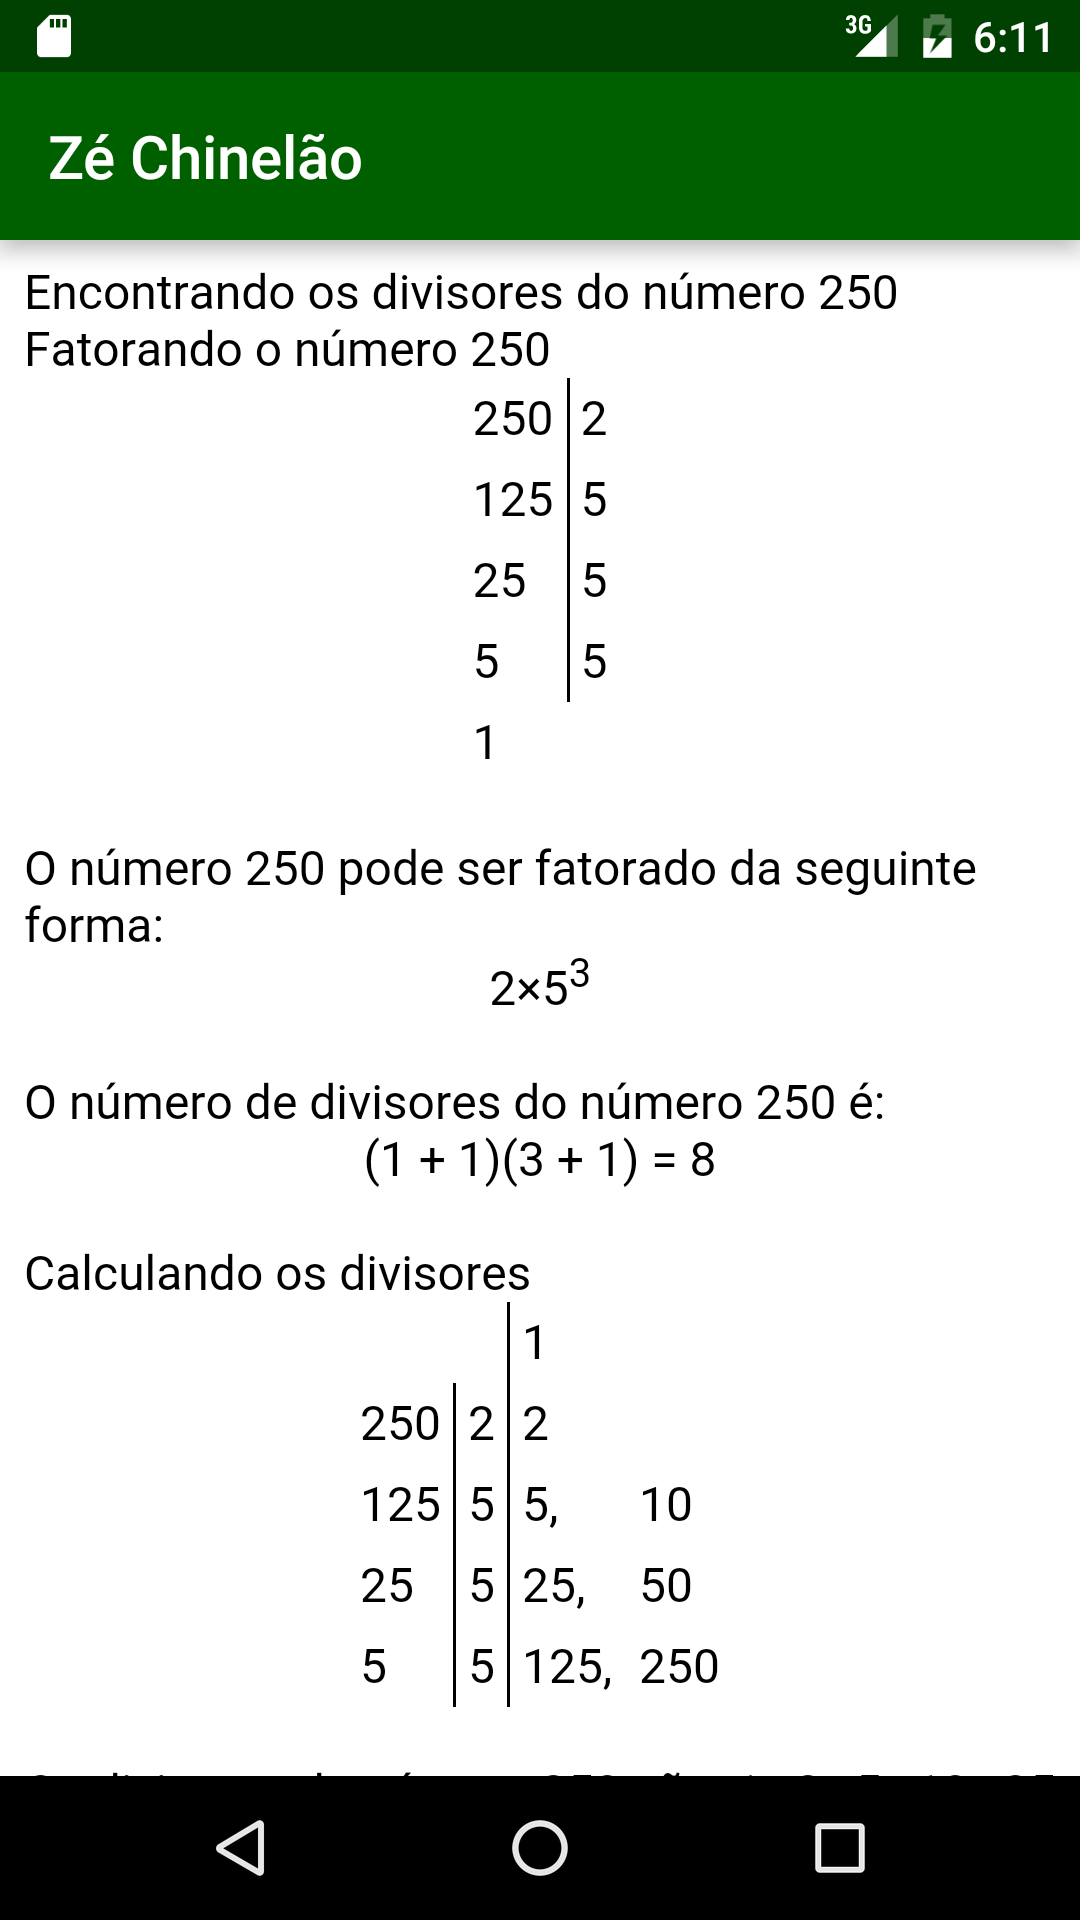 3G 6:11
Zé Chinelão
Encontrando os divisores do número 250
Fatorando o número 250
250 2
125 5
25 5
5 5
1
O número 250 pode ser fatorado da seguinte
forma:
2×5³
O número de divisores do número 250 é:
(1 + 1)(3 + 1) = 8
Calculando os divisores
1
250 2 2
125 5 5, 10
25 5 25, 50
5 5 125, 250